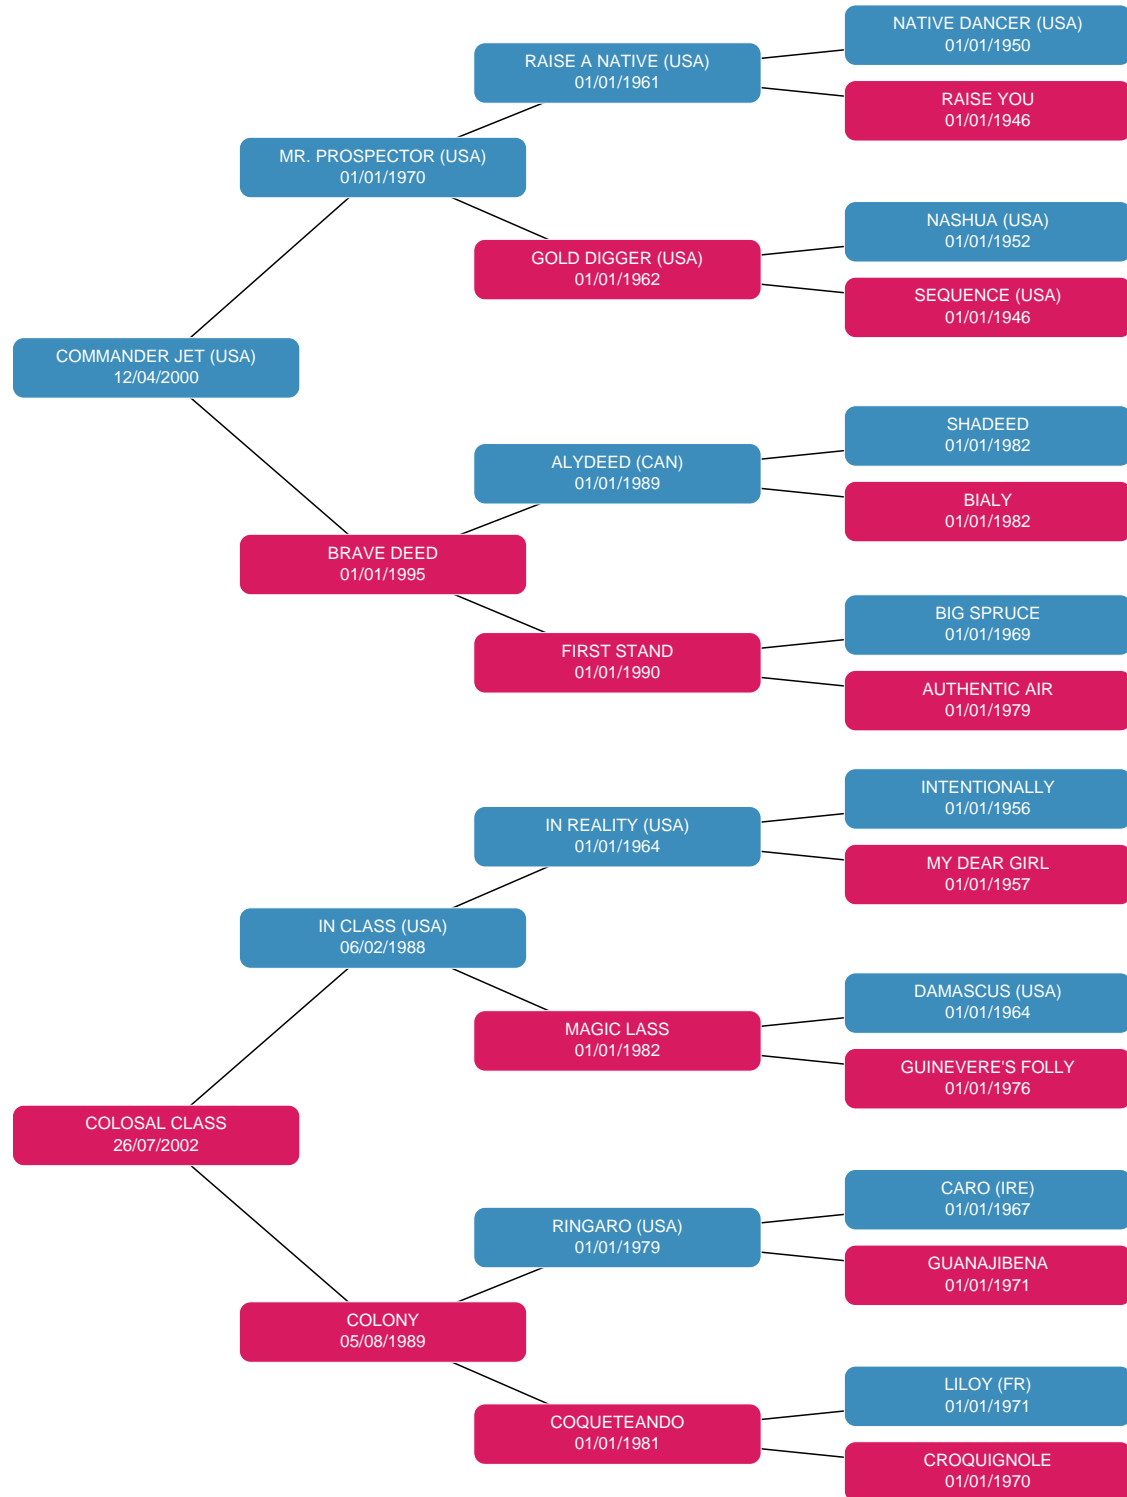 NATIVE DANCER (USA)
01/01/1950
RAISE A NATIVE (USA)
01/01/1961
RAISE YOU
01/01/1946
MR. PROSPECTOR (USA)
01/01/1970
NASHUA (USA)
01/01/1952
GOLD DIGGER (USA)
01/01/1962
SEQUENCE (USA)
01/01/1946
COMMANDER JET (USA)
12/04/2000
SHADEED
01/01/1982
ALYDEED (CAN)
01/01/1989
BIALY
01/01/1982
BRAVE DEED
01/01/1995
BIG SPRUCE
01/01/1969
FIRST STAND
01/01/1990
AUTHENTIC AIR
01/01/1979
INTENTIONALLY
01/01/1956
IN REALITY (USA)
01/01/1964
MY DEAR GIRL
01/01/1957
IN CLASS (USA)
06/02/1988
DAMASCUS (USA)
01/01/1964
MAGIC LASS
01/01/1982
GUINEVERE'S FOLLY
01/01/1976
COLOSAL CLASS
26/07/2002
CARO (IRE)
01/01/1967
RINGARO (USA)
01/01/1979
GUANAJIBENA
01/01/1971
COLONY
05/08/1989
LILOY (FR)
01/01/1971
COQUETEANDO
01/01/1981
CROQUIGNOLE
01/01/1970